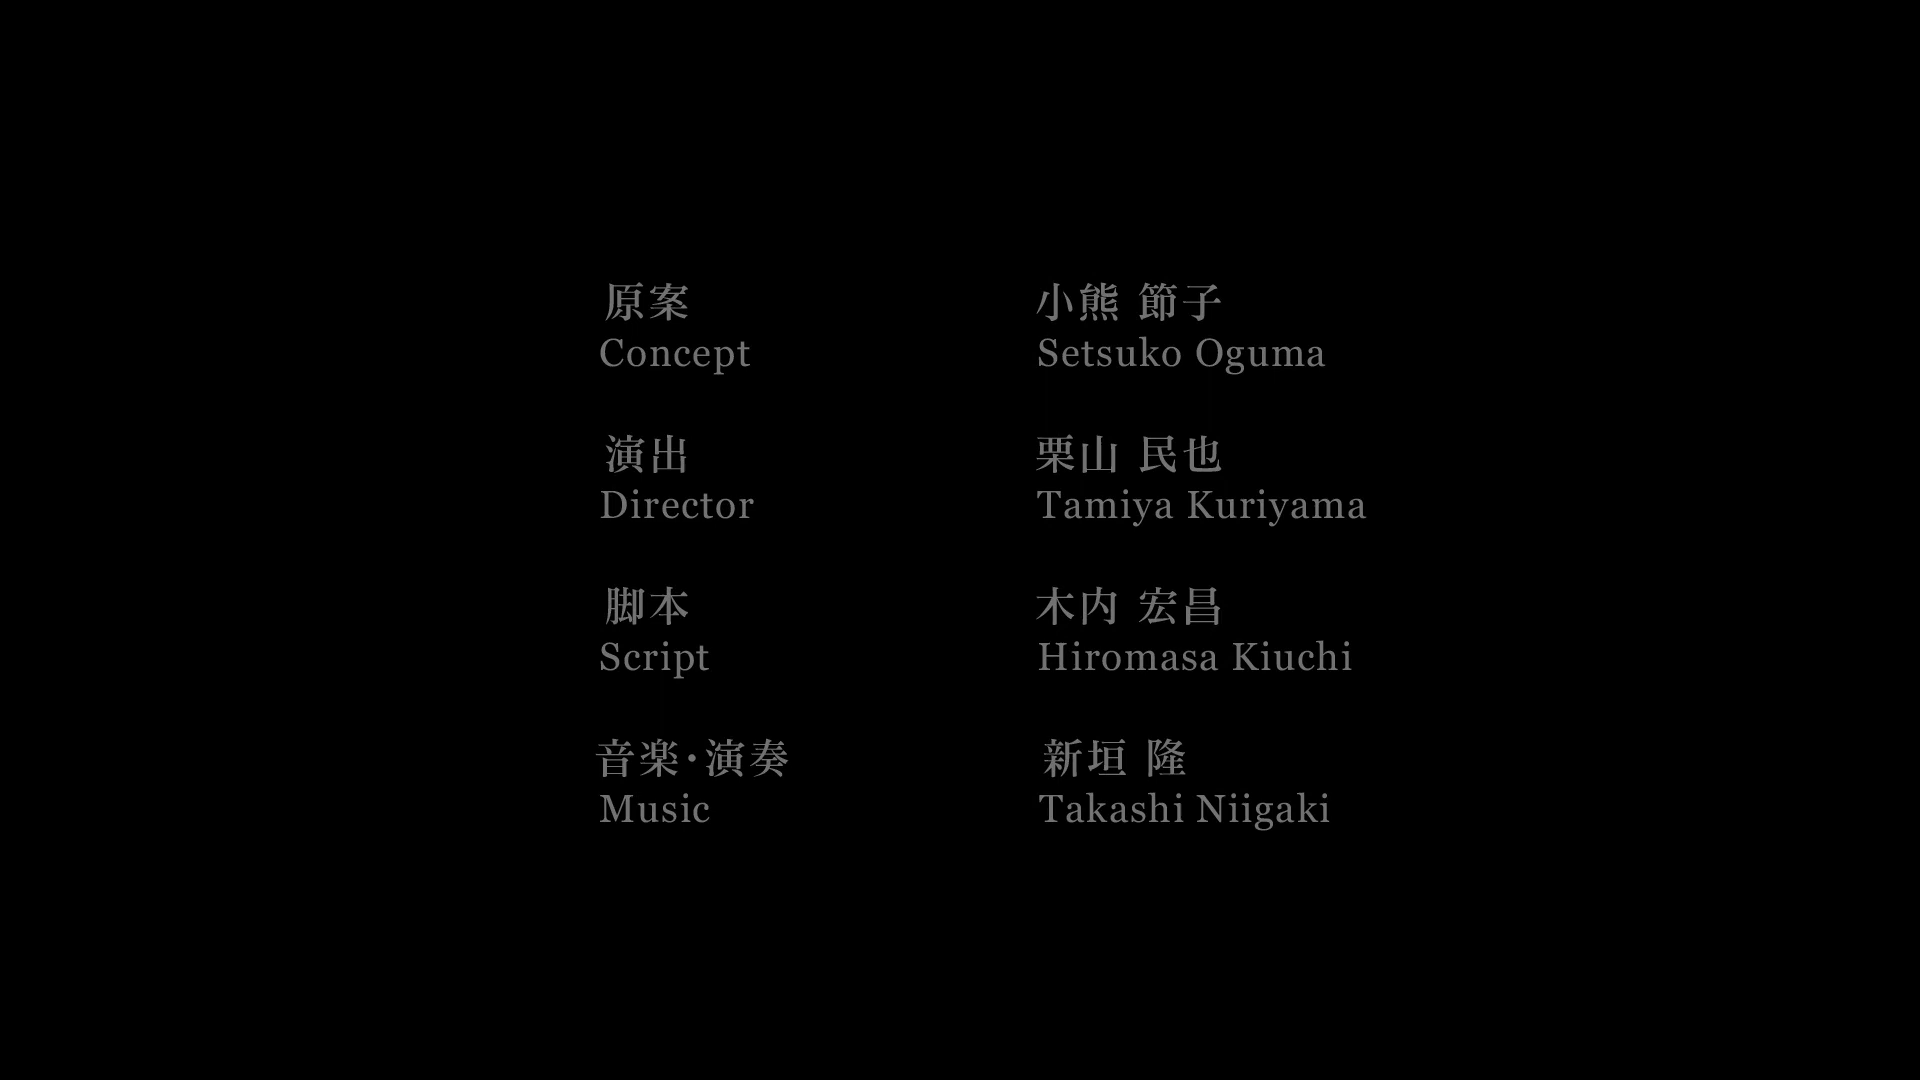 原案 小熊 節子
Concept Setsuko Oguma
演出 栗山 民也
Director Tamiya Kuriyama
脚本 木内 宏昌
Script Hiromasa Kiuchi
音楽・演奏 新垣 隆
Music Takashi Niigaki